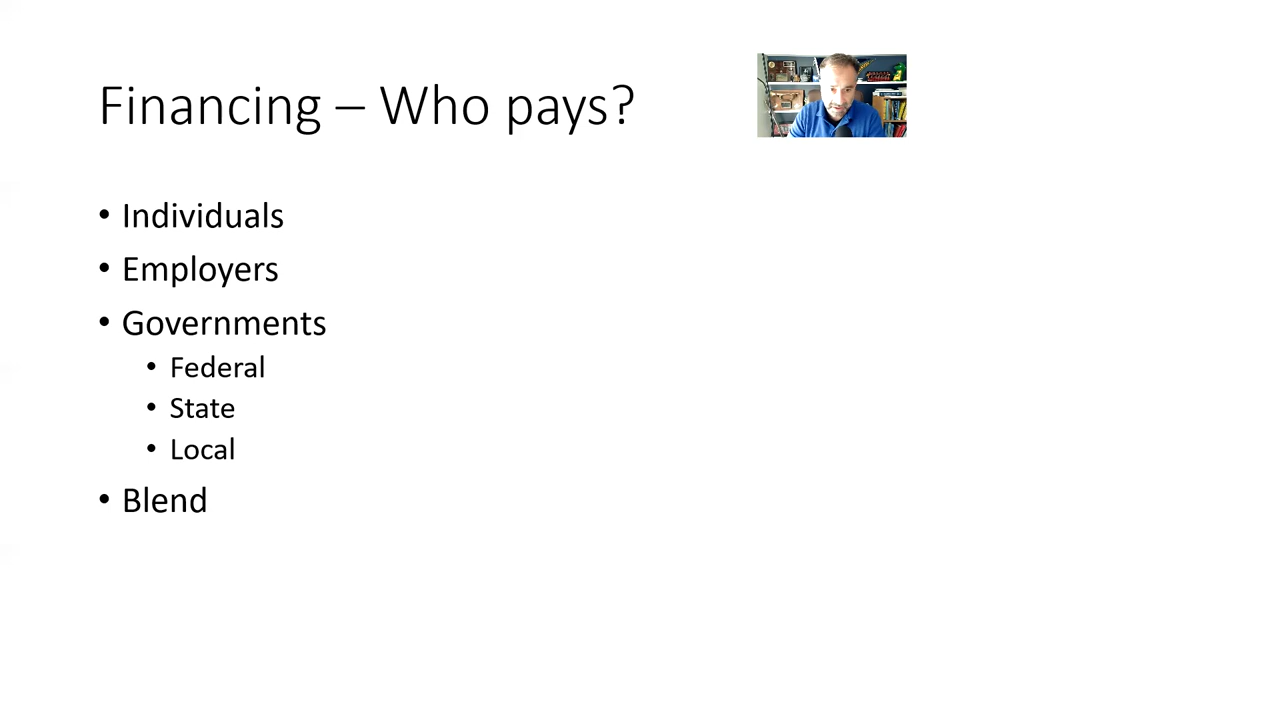 Financing – Who pays?
• Individuals
• Employers
• Governments
• Federal
• State
• Local
• Blend